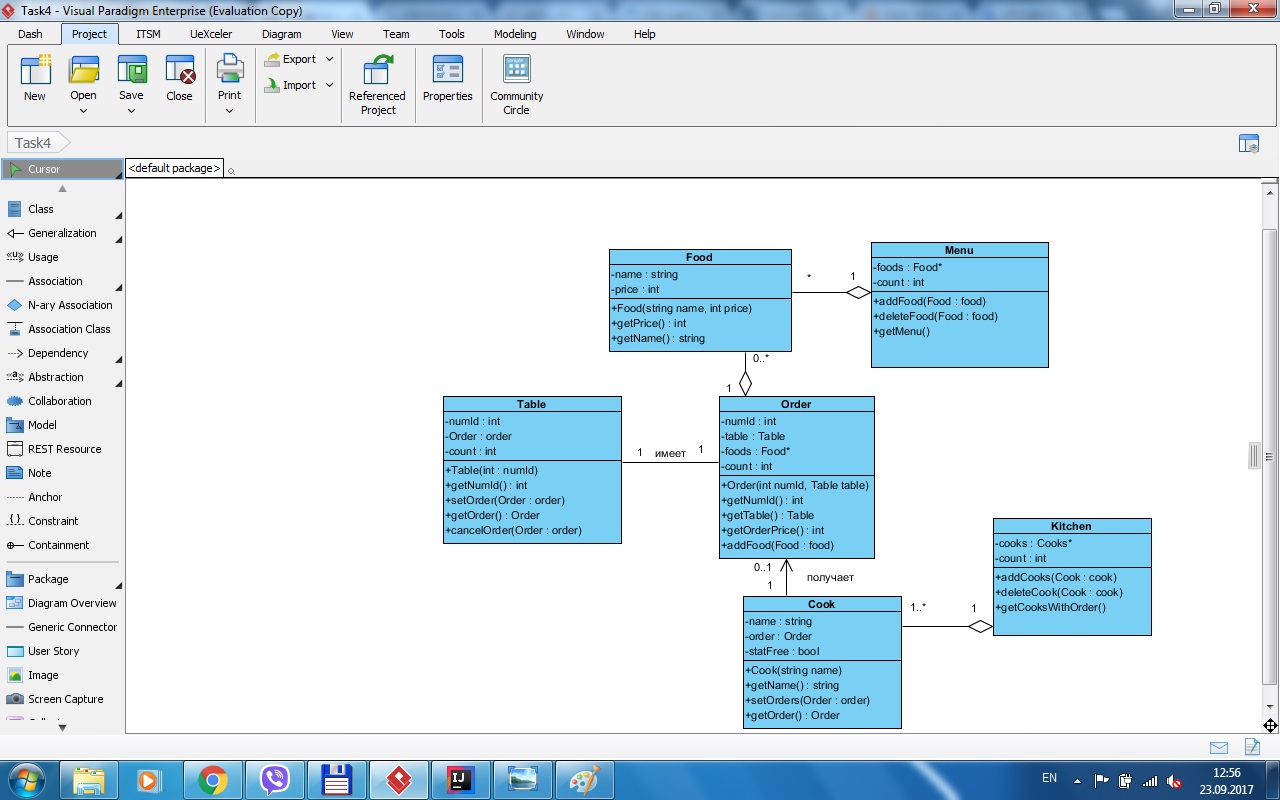 Task4 - Visual Paradigm Enterprise (Evaluation Copy)
Dash Project ITSM UeXceler Diagram View Team Tools Modeling Window Help
New Open Save Close Print
Export
Import
Referenced Project
Properties
Community Circle
Task4
<default package>
Cursor
Class
Generalization
Usage
Association
N-ary Association
Association Class
Dependency
Abstraction
Collaboration
Model
REST Resource
Note
Anchor
Constraint
Containment
Package
Diagram Overview
Generic Connector
User Story
Image
Screen Capture
Food
-name : string
-price : int
+Food(string name, int price)
+getPrice() : int
+getName() : string
* 1
Menu
-foods : Food*
-count : int
+addFood(Food : food)
+deleteFood(Food : food)
+getMenu()
0..*
1
Table
-numId : int
-Order : order
-count : int
+Table(int : numId)
+getNumId() : int
+setOrder(Order : order)
+getOrder() : Order
+cancelOrder(Order : order)
1 имеет 1
Order
-numId : int
-table : Table
-foods : Food*
-count : int
+Order(int numId, Table table)
+getNumId() : int
+getTable() : Table
+getOrderPrice() : int
+addFood(Food : food)
0..1
1
получает
Cook
-name : string
-order : Order
-statFree : bool
+Cook(string name)
+getName() : string
+setOrders(Order : order)
+getOrder() : Order
1..* 1
Kitchen
-cooks : Cooks*
-count : int
+addCooks(Cook : cook)
+deleteCook(Cook : cook)
+getCooksWithOrder()
EN
12:56
23.09.2017